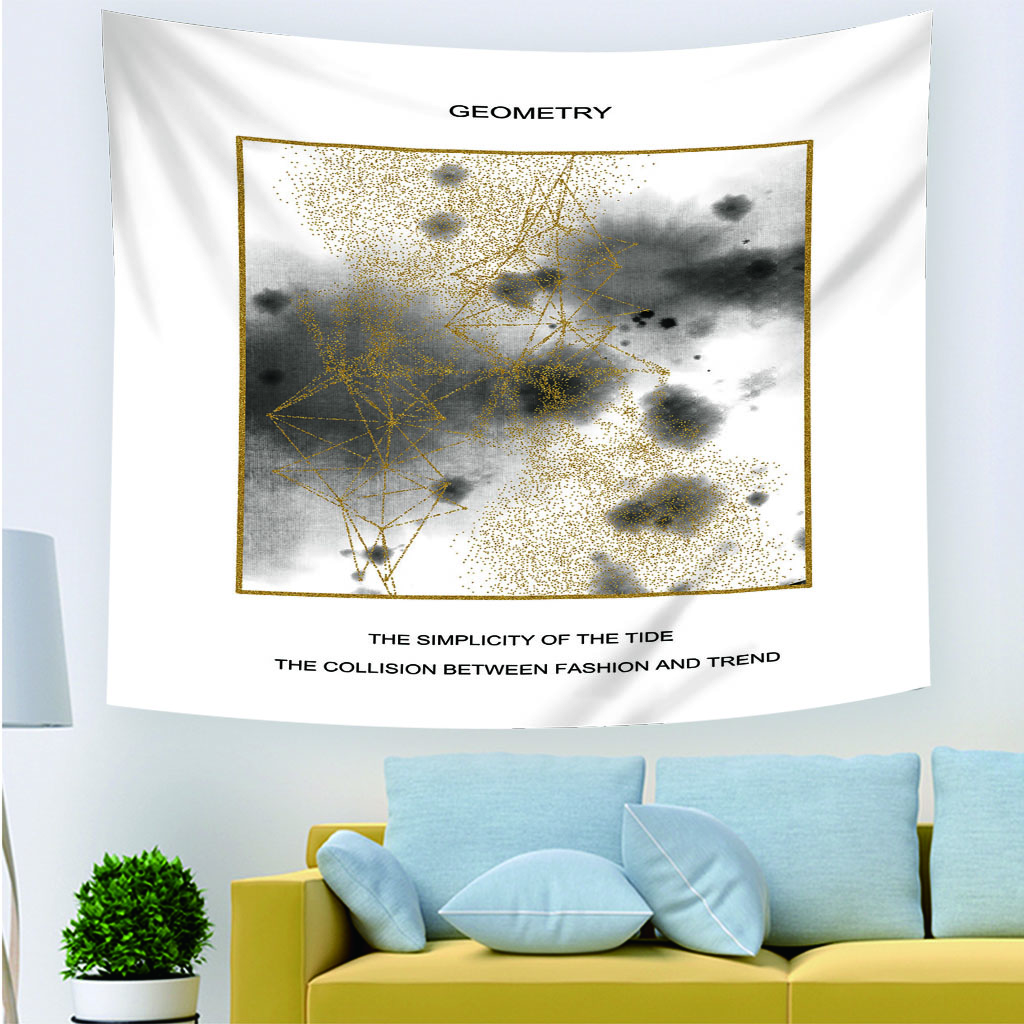 GEOMETRY
THE SIMPLICITY OF THE TIDE
THE COLLISION BETWEEN FASHION AND TREND